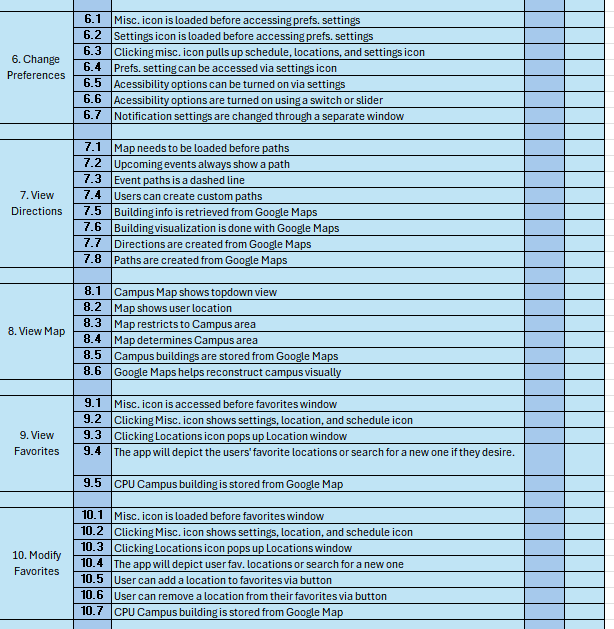 6. Change
Preferences
6.1 Misc. icon is loaded before accessing prefs. settings
6.2 Settings icon is loaded before accessing prefs. settings
6.3 Clicking misc. icon pulls up schedule, locations, and settings icon
6.4 Prefs. setting can be accessed via settings icon
6.5 Acessibility options can be turned on via settings
6.6 Acessibility options are turned on using a switch or slider
6.7 Notification settings are changed through a separate window
7. View
Directions
7.1 Map needs to be loaded before paths
7.2 Upcoming events always show a path
7.3 Event paths is a dashed line
7.4 Users can create custom paths
7.5 Building info is retrieved from Google Maps
7.6 Building visualization is done with Google Maps
7.7 Directions are created from Google Maps
7.8 Paths are created from Google Maps
8. View Map
8.1 Campus Map shows topdown view
8.2 Map shows user location
8.3 Map restricts to Campus area
8.4 Map determines Campus area
8.5 Campus buildings are stored from Google Maps
8.6 Google Maps helps reconstruct campus visually
9. View
Favorites
9.1 Misc. icon is accessed before favorites window
9.2 Clicking Misc. icon shows settings, location, and schedule icon
9.3 Clicking Locations icon pops up Location window
9.4 The app will depict the users' favorite locations or search for a new one if they desire.
9.5 CPU Campus building is stored from Google Map
10. Modify
Favorites
10.1 Misc. icon is loaded before favorites window
10.2 Clicking Misc. icon shows settings, location, and schedule icon
10.3 Clicking Locations icon pops up Locations window
10.4 The app will depict user fav. locations or search for a new one
10.5 User can add a location to favorites via button
10.6 User can remove a location from their favorites via button
10.7 CPU Campus building is stored from Google Map